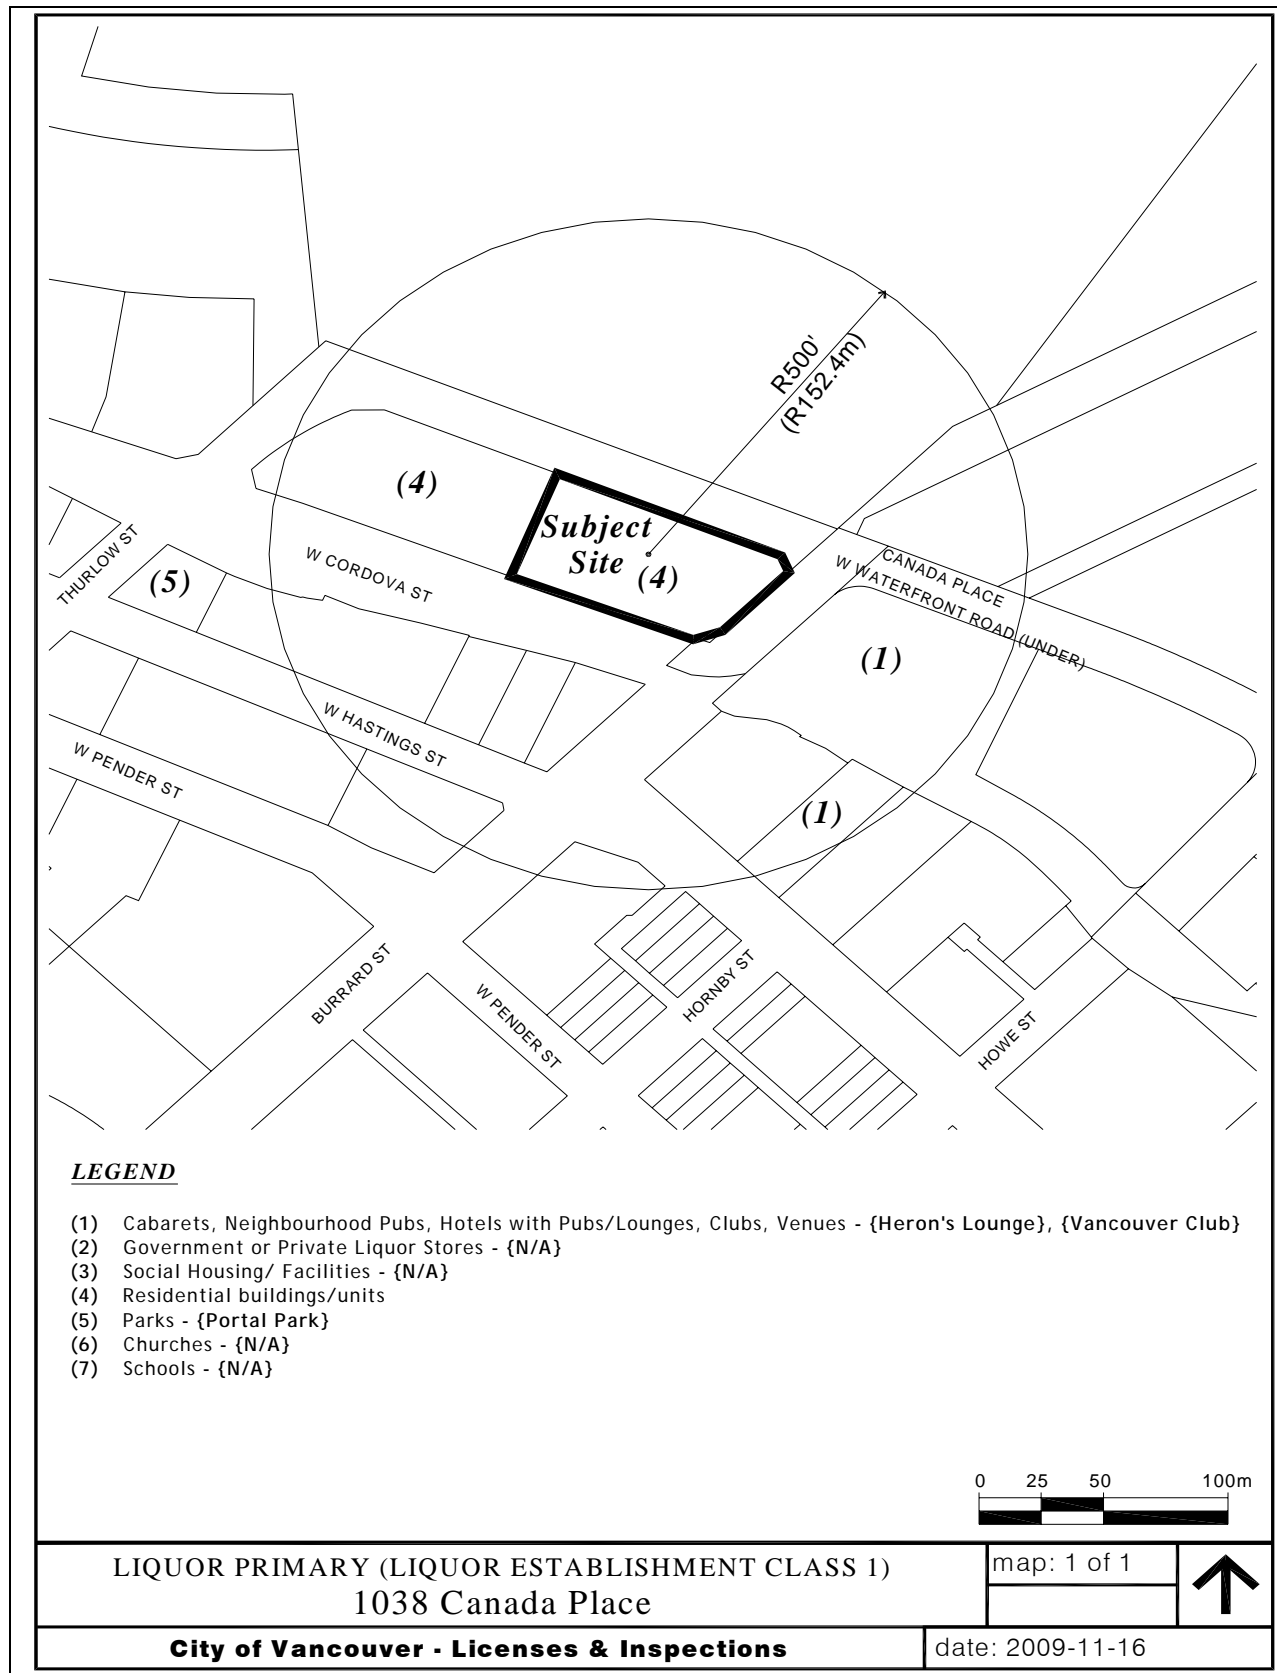 R500'
(R152.4m)
(4)
Subject
Site
(4)
CANADA PLACE
W WATERFRONT ROAD (UNDER)
W CORDOVA ST
THURLOW ST
(5)
(1)
W HASTINGS ST
W PENDER ST
(1)
BURRARD ST
W PENDER ST
HORNBY ST
HOWE ST
LEGEND
(1) Cabarets, Neighbourhood Pubs, Hotels with Pubs/Lounges, Clubs, Venues - {Heron's Lounge}, {Vancouver Club}
(2) Government or Private Liquor Stores - {N/A}
(3) Social Housing/ Facilities - {N/A}
(4) Residential buildings/units
(5) Parks - {Portal Park}
(6) Churches - {N/A}
(7) Schools - {N/A}
0 25 50 100m
LIQUOR PRIMARY (LIQUOR ESTABLISHMENT CLASS 1)
1038 Canada Place
map: 1 of 1
City of Vancouver - Licenses & Inspections
date: 2009-11-16